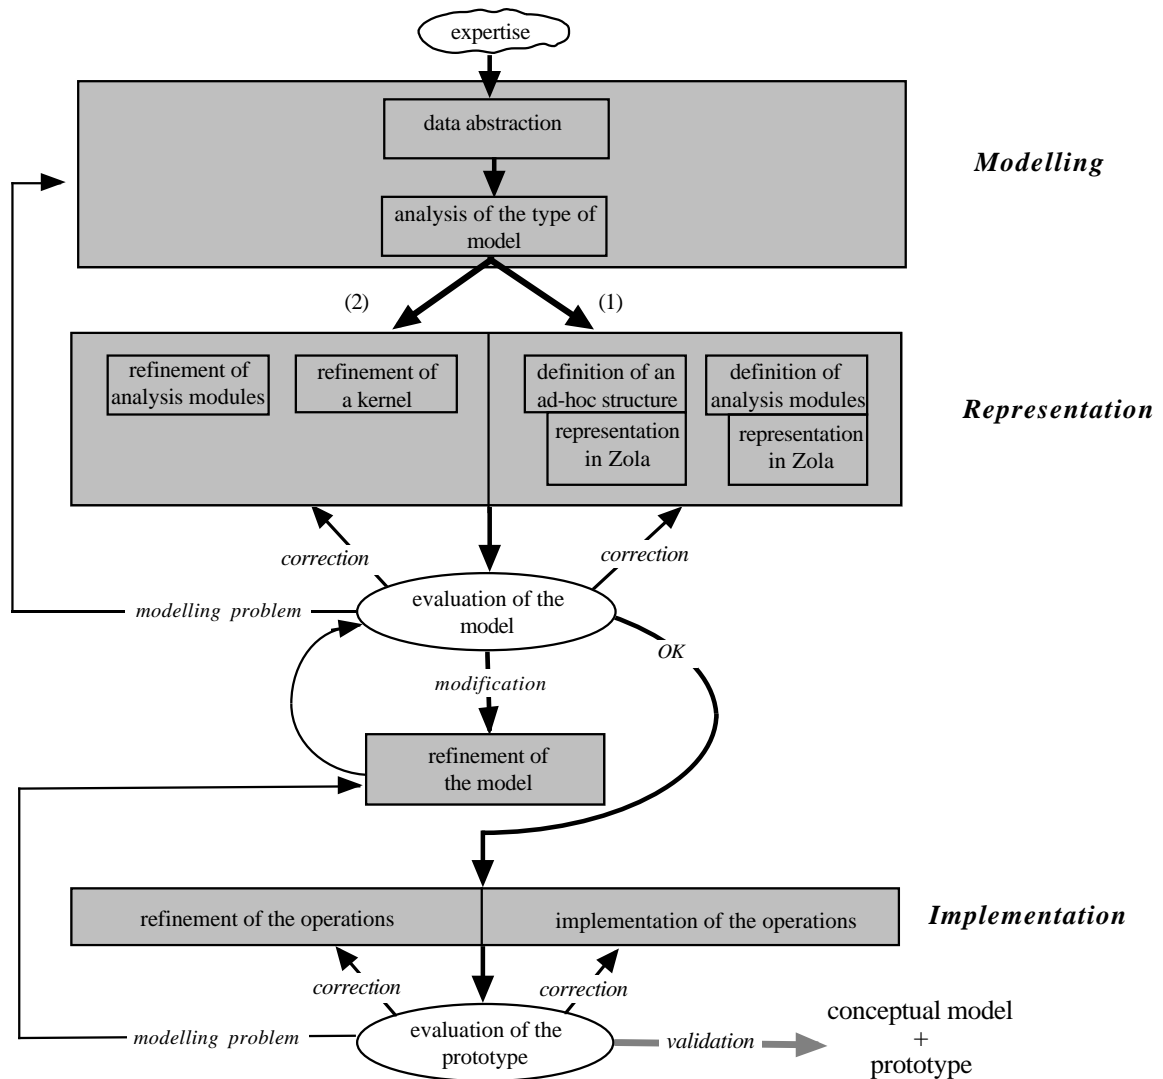 expertise
data abstraction
Modelling
analysis of the type of
model
(2)
(1)
refinement of
analysis modules
refinement of
a kernel
definition of an
ad-hoc structure
representation
in Zola
definition of
analysis modules
representation
in Zola
Representation
correction
correction
evaluation of the
model
modelling problem
OK
modification
refinement of
the model
refinement of the operations
implementation of the operations
Implementation
correction
correction
evaluation of the
prototype
modelling problem
validation
conceptual model
+
prototype